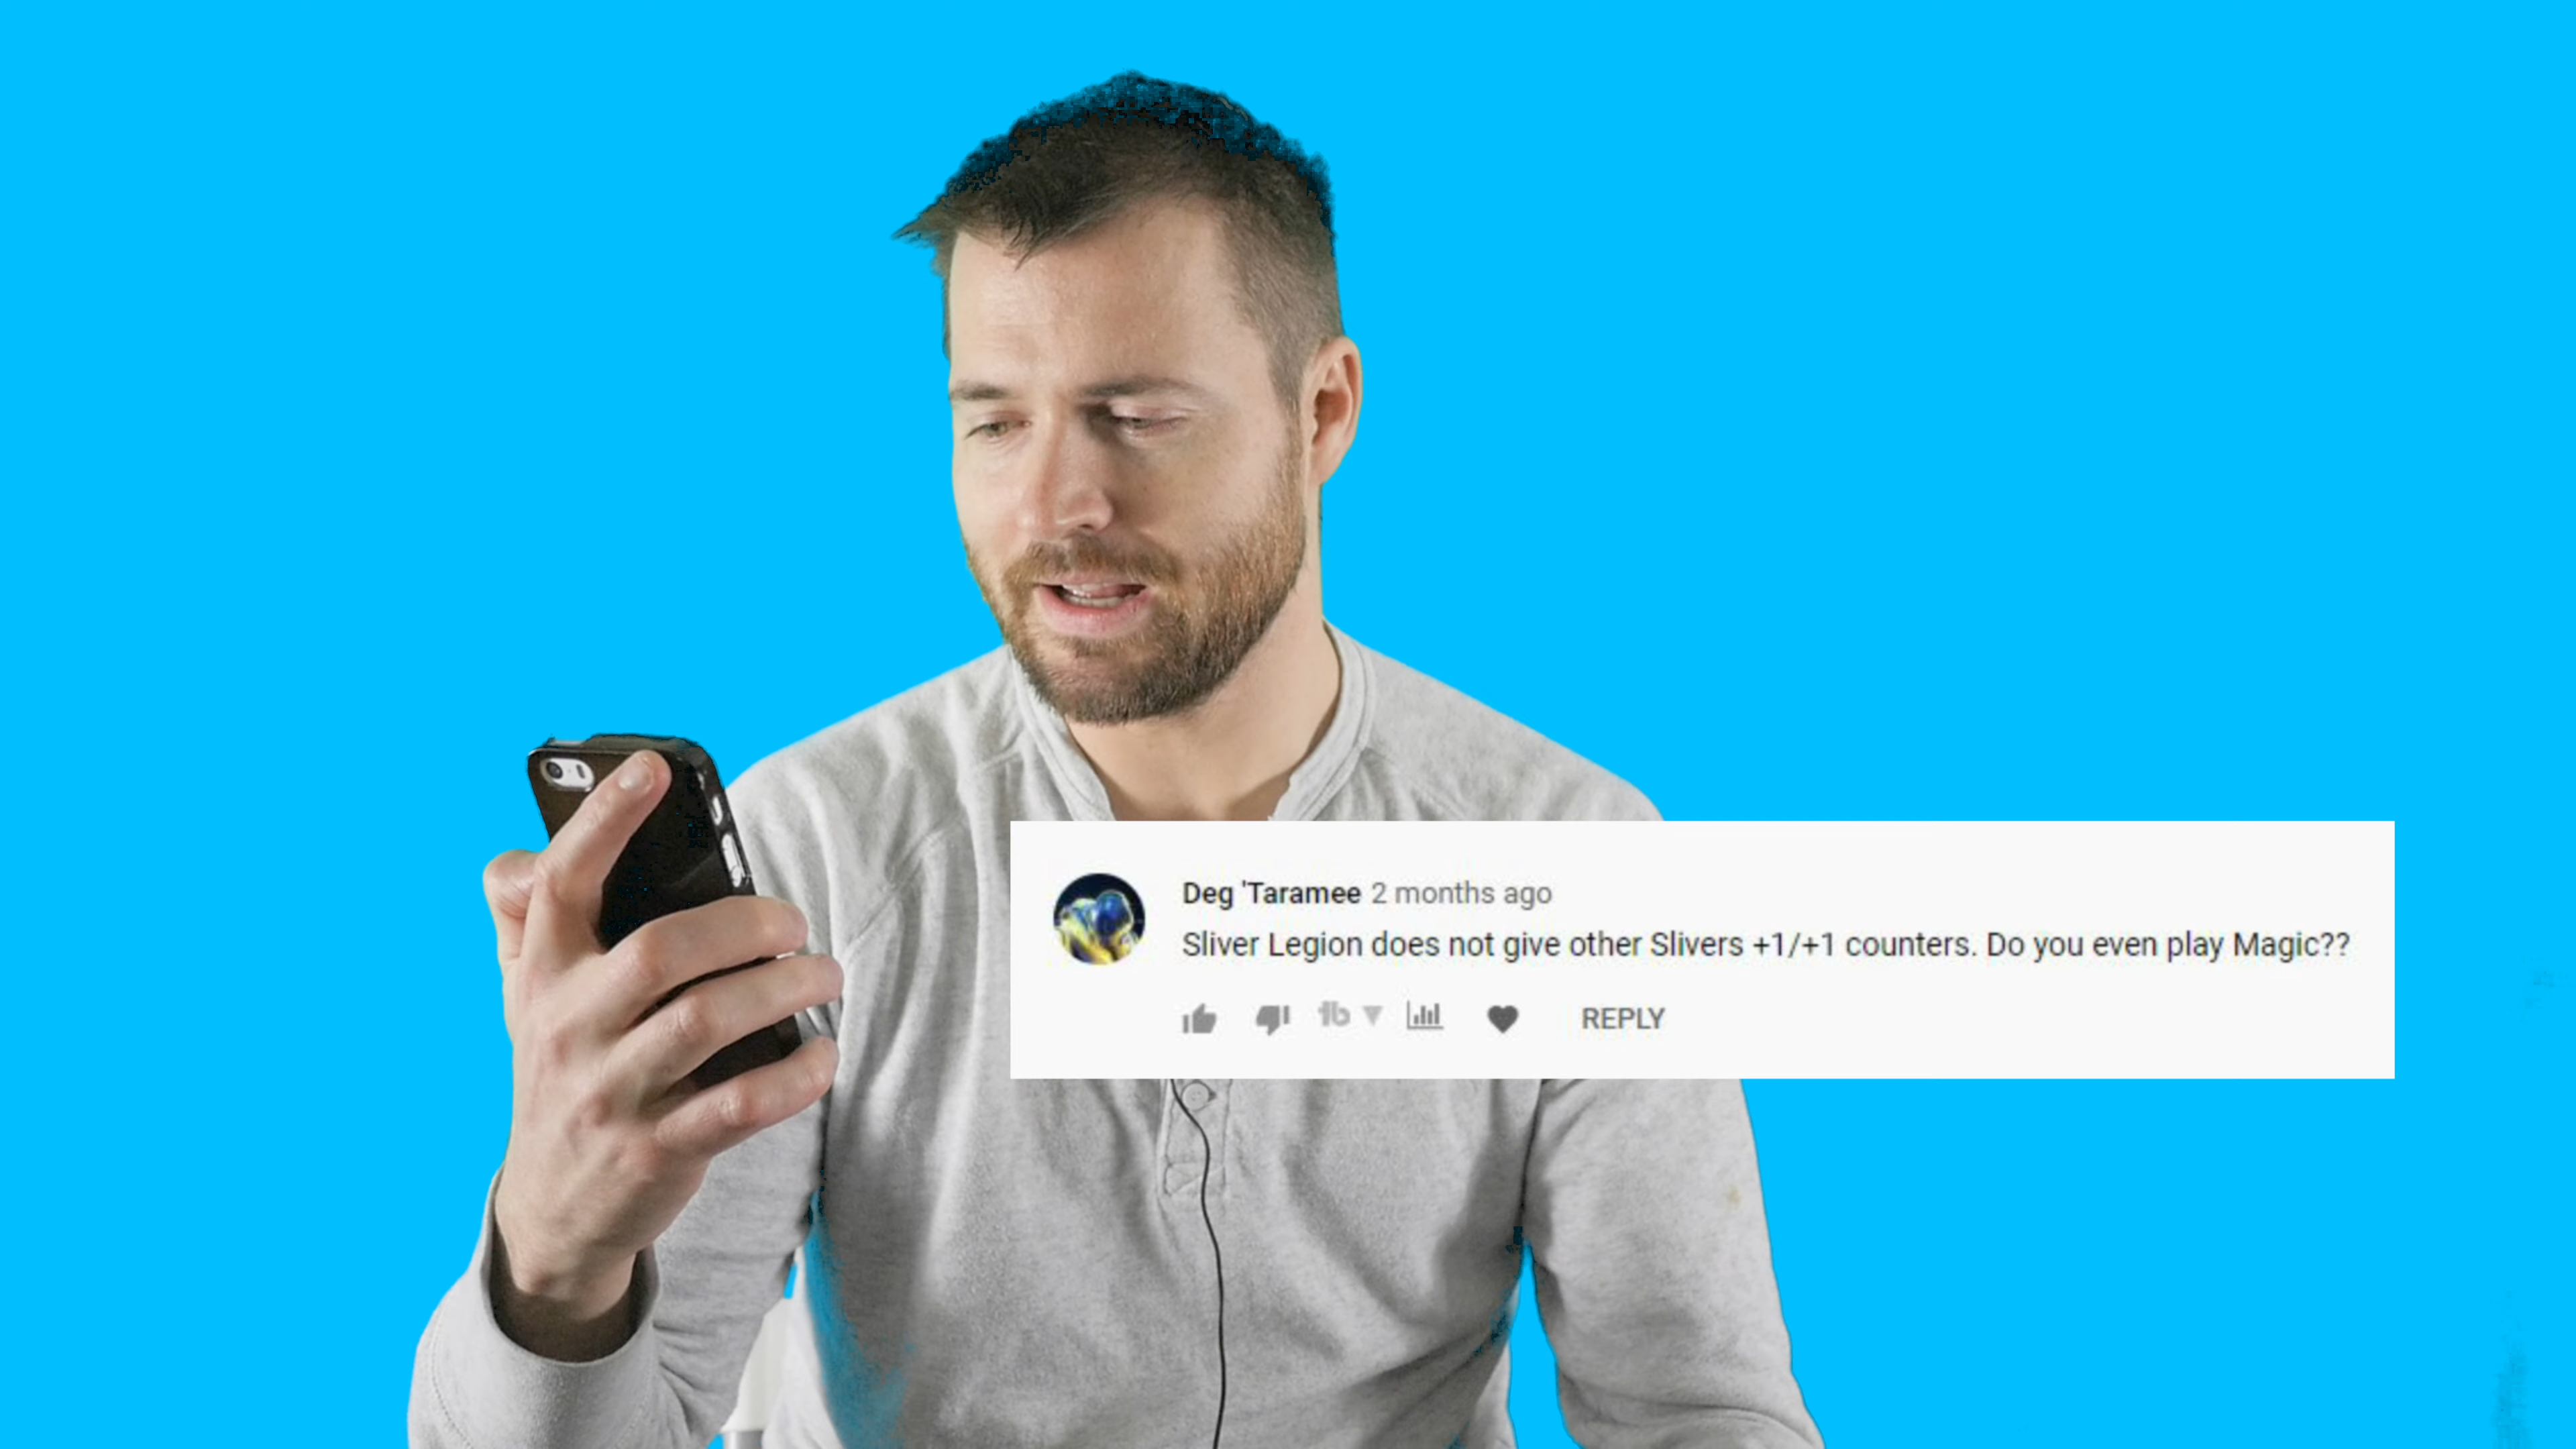 Deg 'Taramee 2 months ago
Sliver Legion does not give other Slivers +1/+1 counters. Do you even play Magic??
REPLY